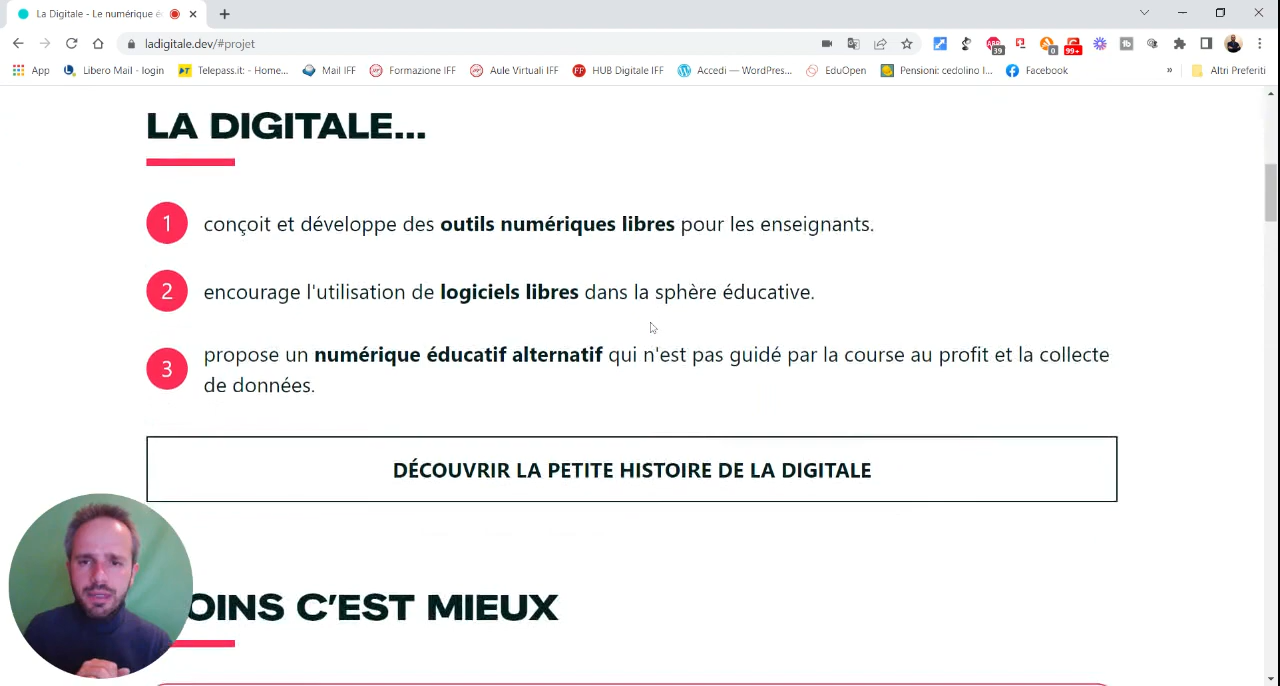 La Digitale - Le numérique é
ladigitale.dev/#projet
39
0
99+
App
Libero Mail - login
Telepass.it: - Home...
Mail IFF
Formazione IFF
Aule Virtuali IFF
HUB Digitale IFF
Accedi — WordPres...
EduOpen
Pensioni: cedolino I...
Facebook
»
Altri Preferiti
LA DIGITALE...
1 conçoit et développe des outils numériques libres pour les enseignants.
2 encourage l'utilisation de logiciels libres dans la sphère éducative.
3 propose un numérique éducatif alternatif qui n'est pas guidé par la course au profit et la collecte
de données.
DÉCOUVRIR LA PETITE HISTOIRE DE LA DIGITALE
OINS C'EST MIEUX